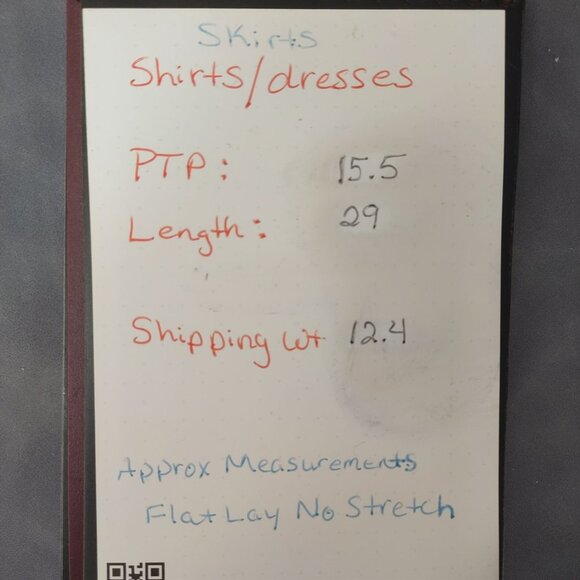 Skirts
Shirts/dresses
PTP: 15.5
Length: 29
Shipping Wt 12.4
Approx Measurements
Flat Lay No Stretch